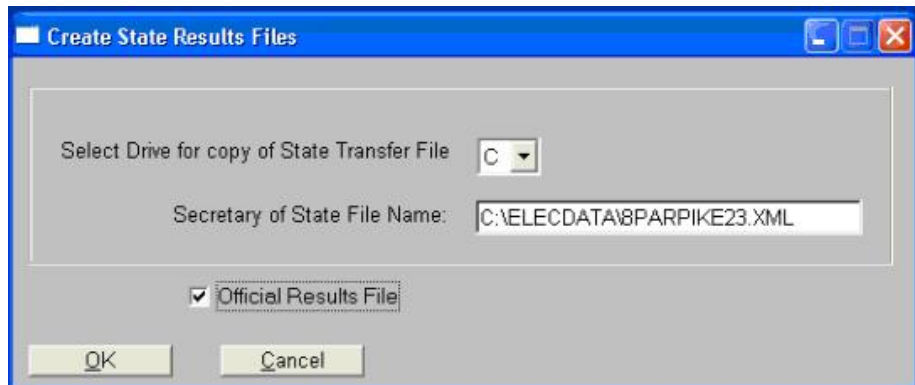 Create State Results Files
Select Drive for copy of State Transfer File C
Secretary of State File Name: C:\ELECDATA\8PARPIKE23.XML
Official Results File
OK Cancel